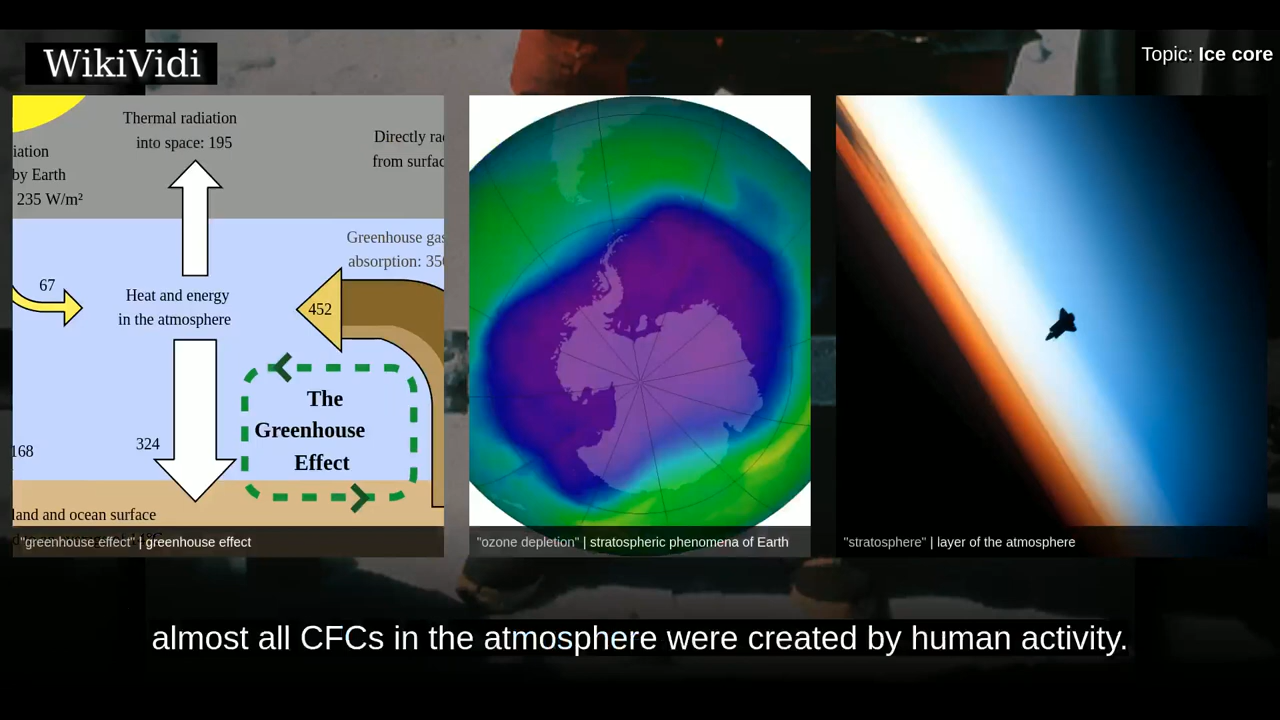 WikiVidi
Topic: Ice core
Thermal radiation
into space: 195
Directly ra
from surfac
iation
by Earth
235 W/m²
Greenhouse gas
absorption: 350
67
Heat and energy
in the atmosphere
452
The
Greenhouse
Effect
324
168
land and ocean surface
"greenhouse effect" | greenhouse effect
"ozone depletion" | stratospheric phenomena of Earth
"stratosphere" | layer of the atmosphere
almost all CFCs in the atmosphere were created by human activity.